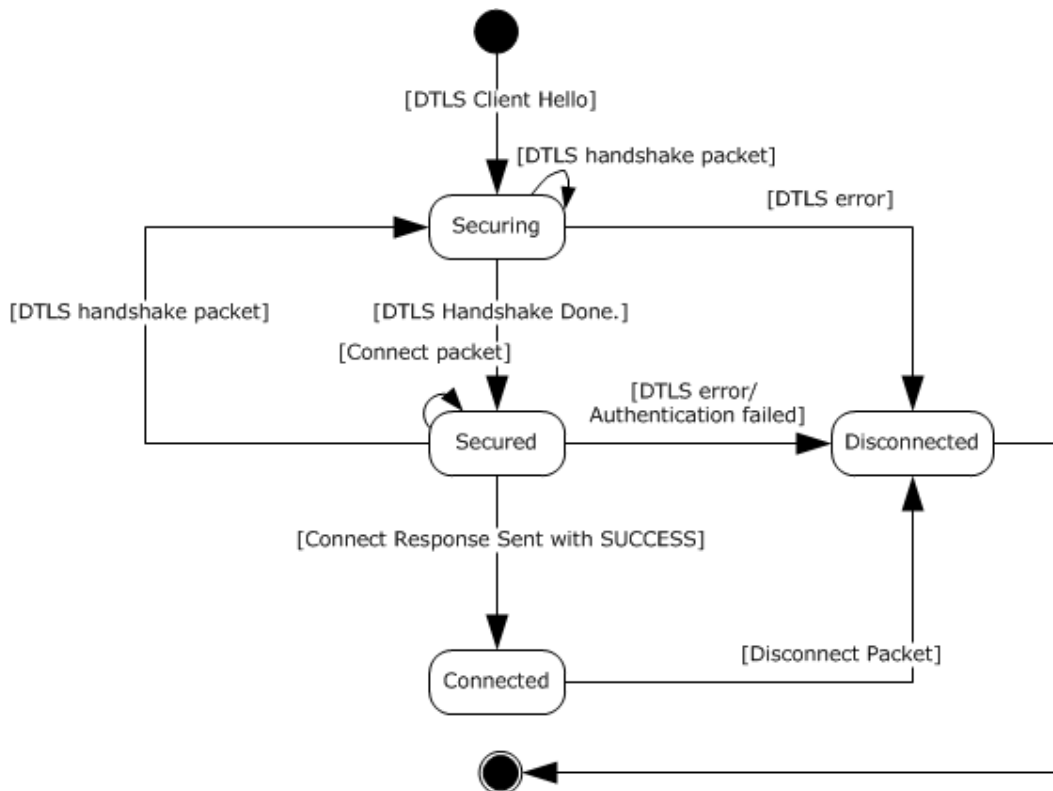 [DTLS Client Hello]
[DTLS handshake packet]
[DTLS error]
Securing
[DTLS handshake packet]
[DTLS Handshake Done.]
[Connect packet]
[DTLS error/
Authentication failed]
Secured
Disconnected
[Connect Response Sent with SUCCESS]
[Disconnect Packet]
Connected